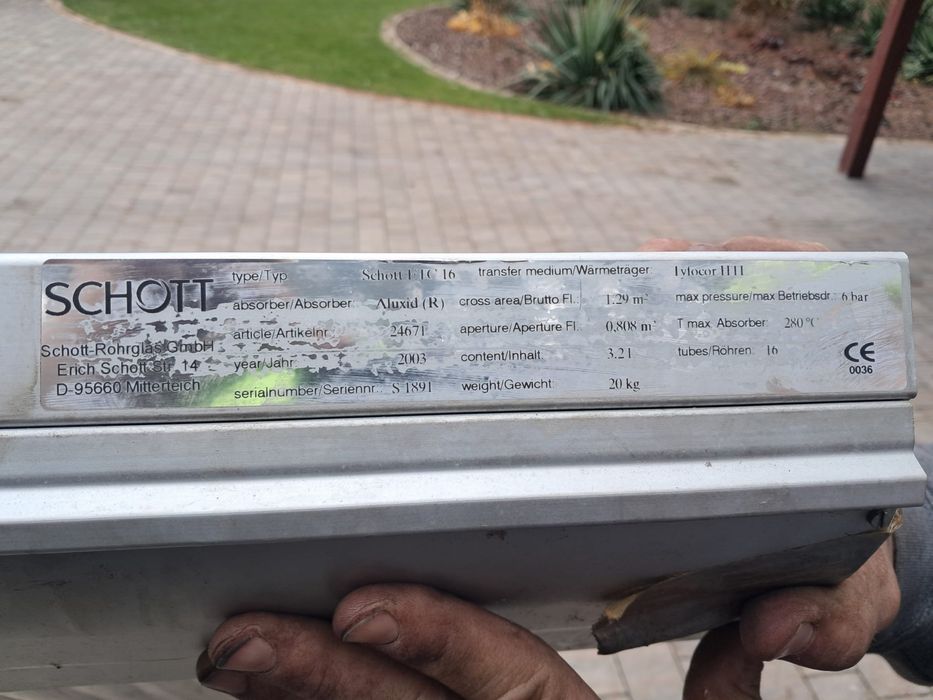 SCHOTT
Schott-Rohrglas GmbH
Erich Schott Str. 14
D-95660 Mitterteich
type/Typ Schott ETC 16
absorber/Absorber: Aluxid (R)
article/Artikelnr. 24671
year/Jahr: 2003
serialnumber/Seriennr.: S 1891
transfer medium/Wärmeträger: Tyfocor HTL
cross area/Brutto Fl.: 1.29 m²
aperture/Aperture Fl. 0,808 m²
content/Inhalt: 3.2 l
weight/Gewicht: 20 kg
max pressure/max Betriebsdr.: 6 bar
T max. Absorber: 280 °C
tubes/Röhren: 16
CE
0036